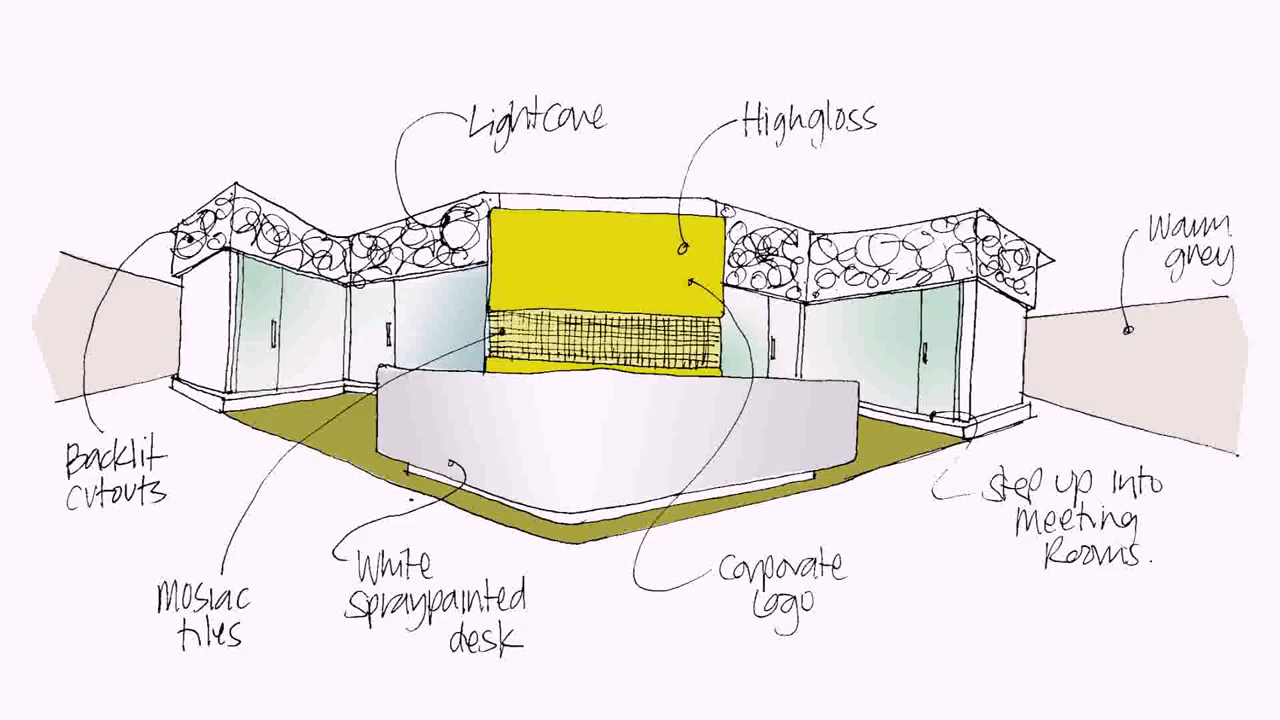 Lightcove
Highgloss
Warm
grey
Backlit
cutouts
Step up into
Meeting
Rooms.
White
spraypainted
desk
Corporate
Logo
Mosiac
tiles